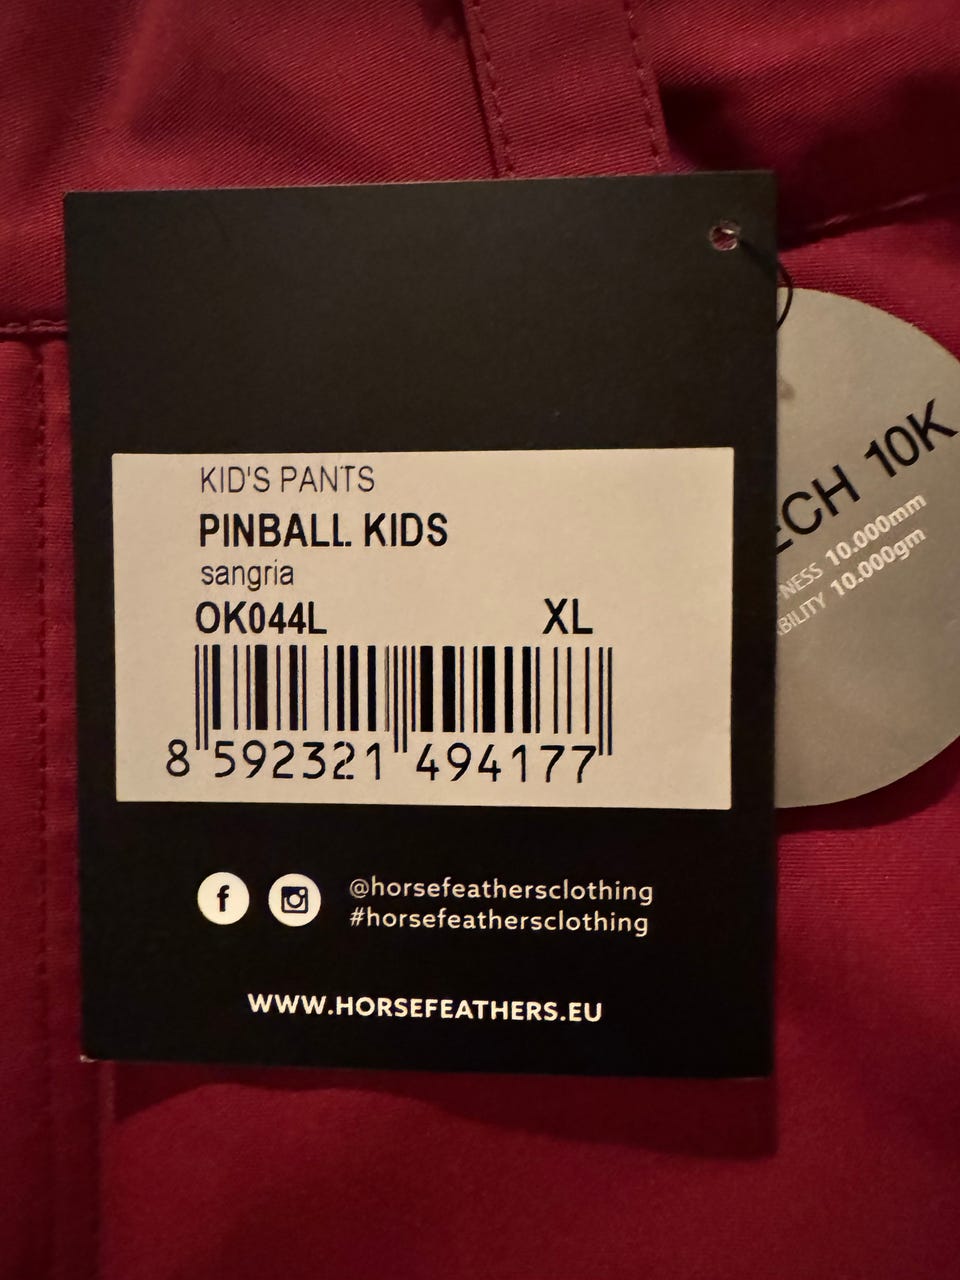 KID'S PANTS
PINBALL KIDS
sangria
OK044L XL
8 592321 494177
@horsefeathersclothing
#horsefeathersclothing
WWW.HORSEFEATHERS.EU
10K
10.000mm
10.000gm